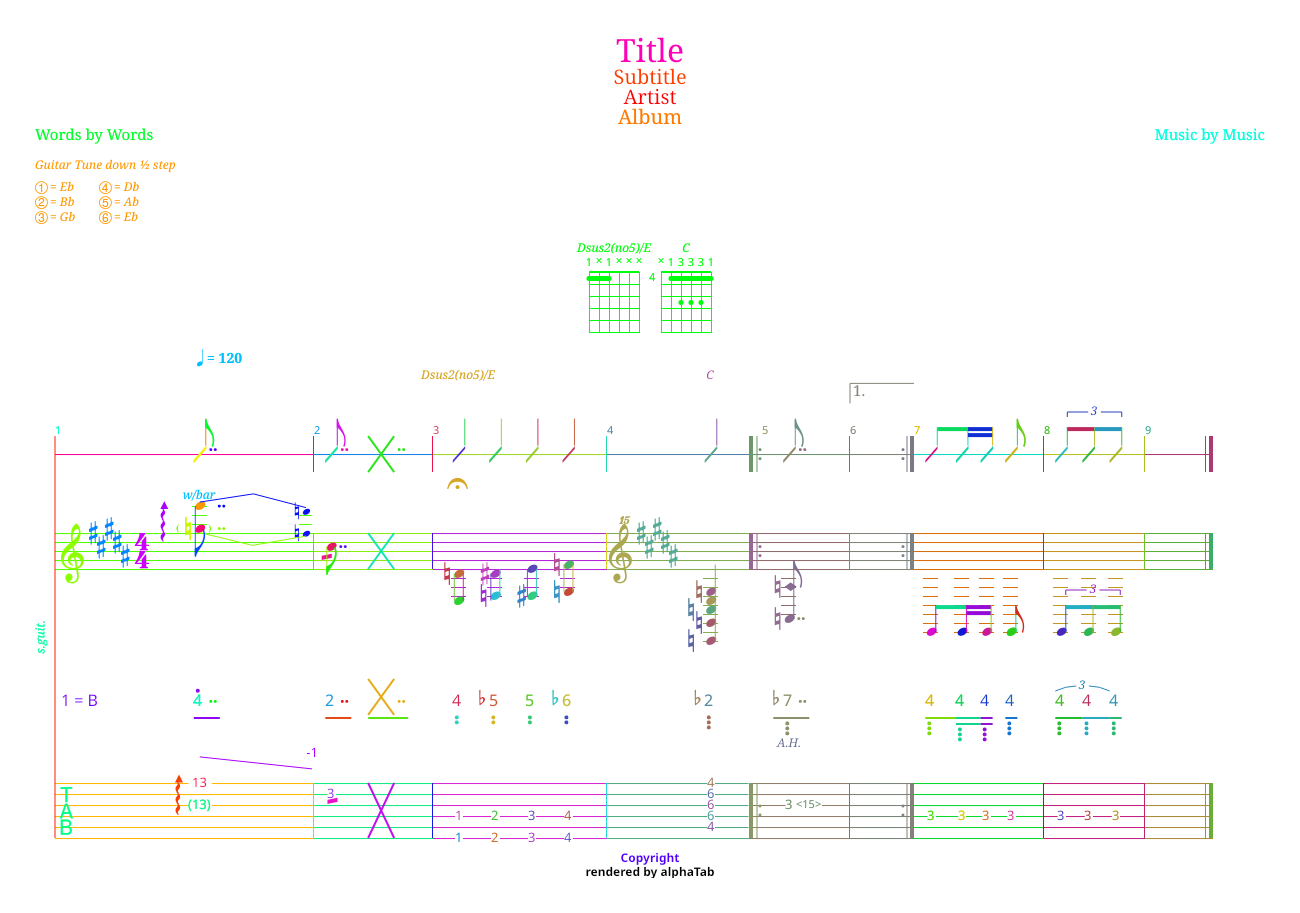 Title
Subtitle
Artist
Album
Words by Words
Music by Music
Guitar Tune down ½ step
① = Eb ④ = Db
② = Bb ⑤ = Ab
③ = Gb ⑥ = Eb
Dsus2(no5)/E C
1 × 1 × × × × 1 3 3 3 1
4
= 120
Dsus2(no5)/E C
1.
3
1 2 3 4 5 6 7 8 9
w/bar
15
4
4
3
s.guit.
3
1 = B 4 2 4 ♭5 5 ♭6 ♭2 ♭7 4 4 4 4 4 4 4
A.H.
-1
13 4
T 3 6
(13) 6 3 <15>
A 1 2 3 4 6 3 3 3 3 3 3 3
B 4
1 2 3 4
Copyright
rendered by alphaTab